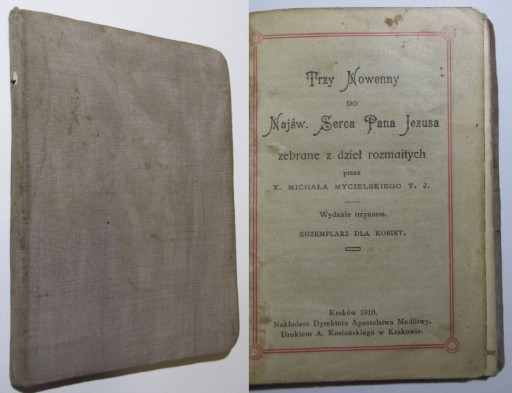 Trzy Nowenny
DO
Najśw. Serca Pana Jezusa
zebrane z dzieł rozmaitych
przez
X. MICHAŁA MYCIELSKIEGO T. J.
Wydanie trzynaste.
EGZEMPLARZ DLA KOBIET.
Kraków 1910.
Nakładem Dyrektora Apostolstwa Modlitwy,
Drukiem A. Koziańskiego w Krakowie.